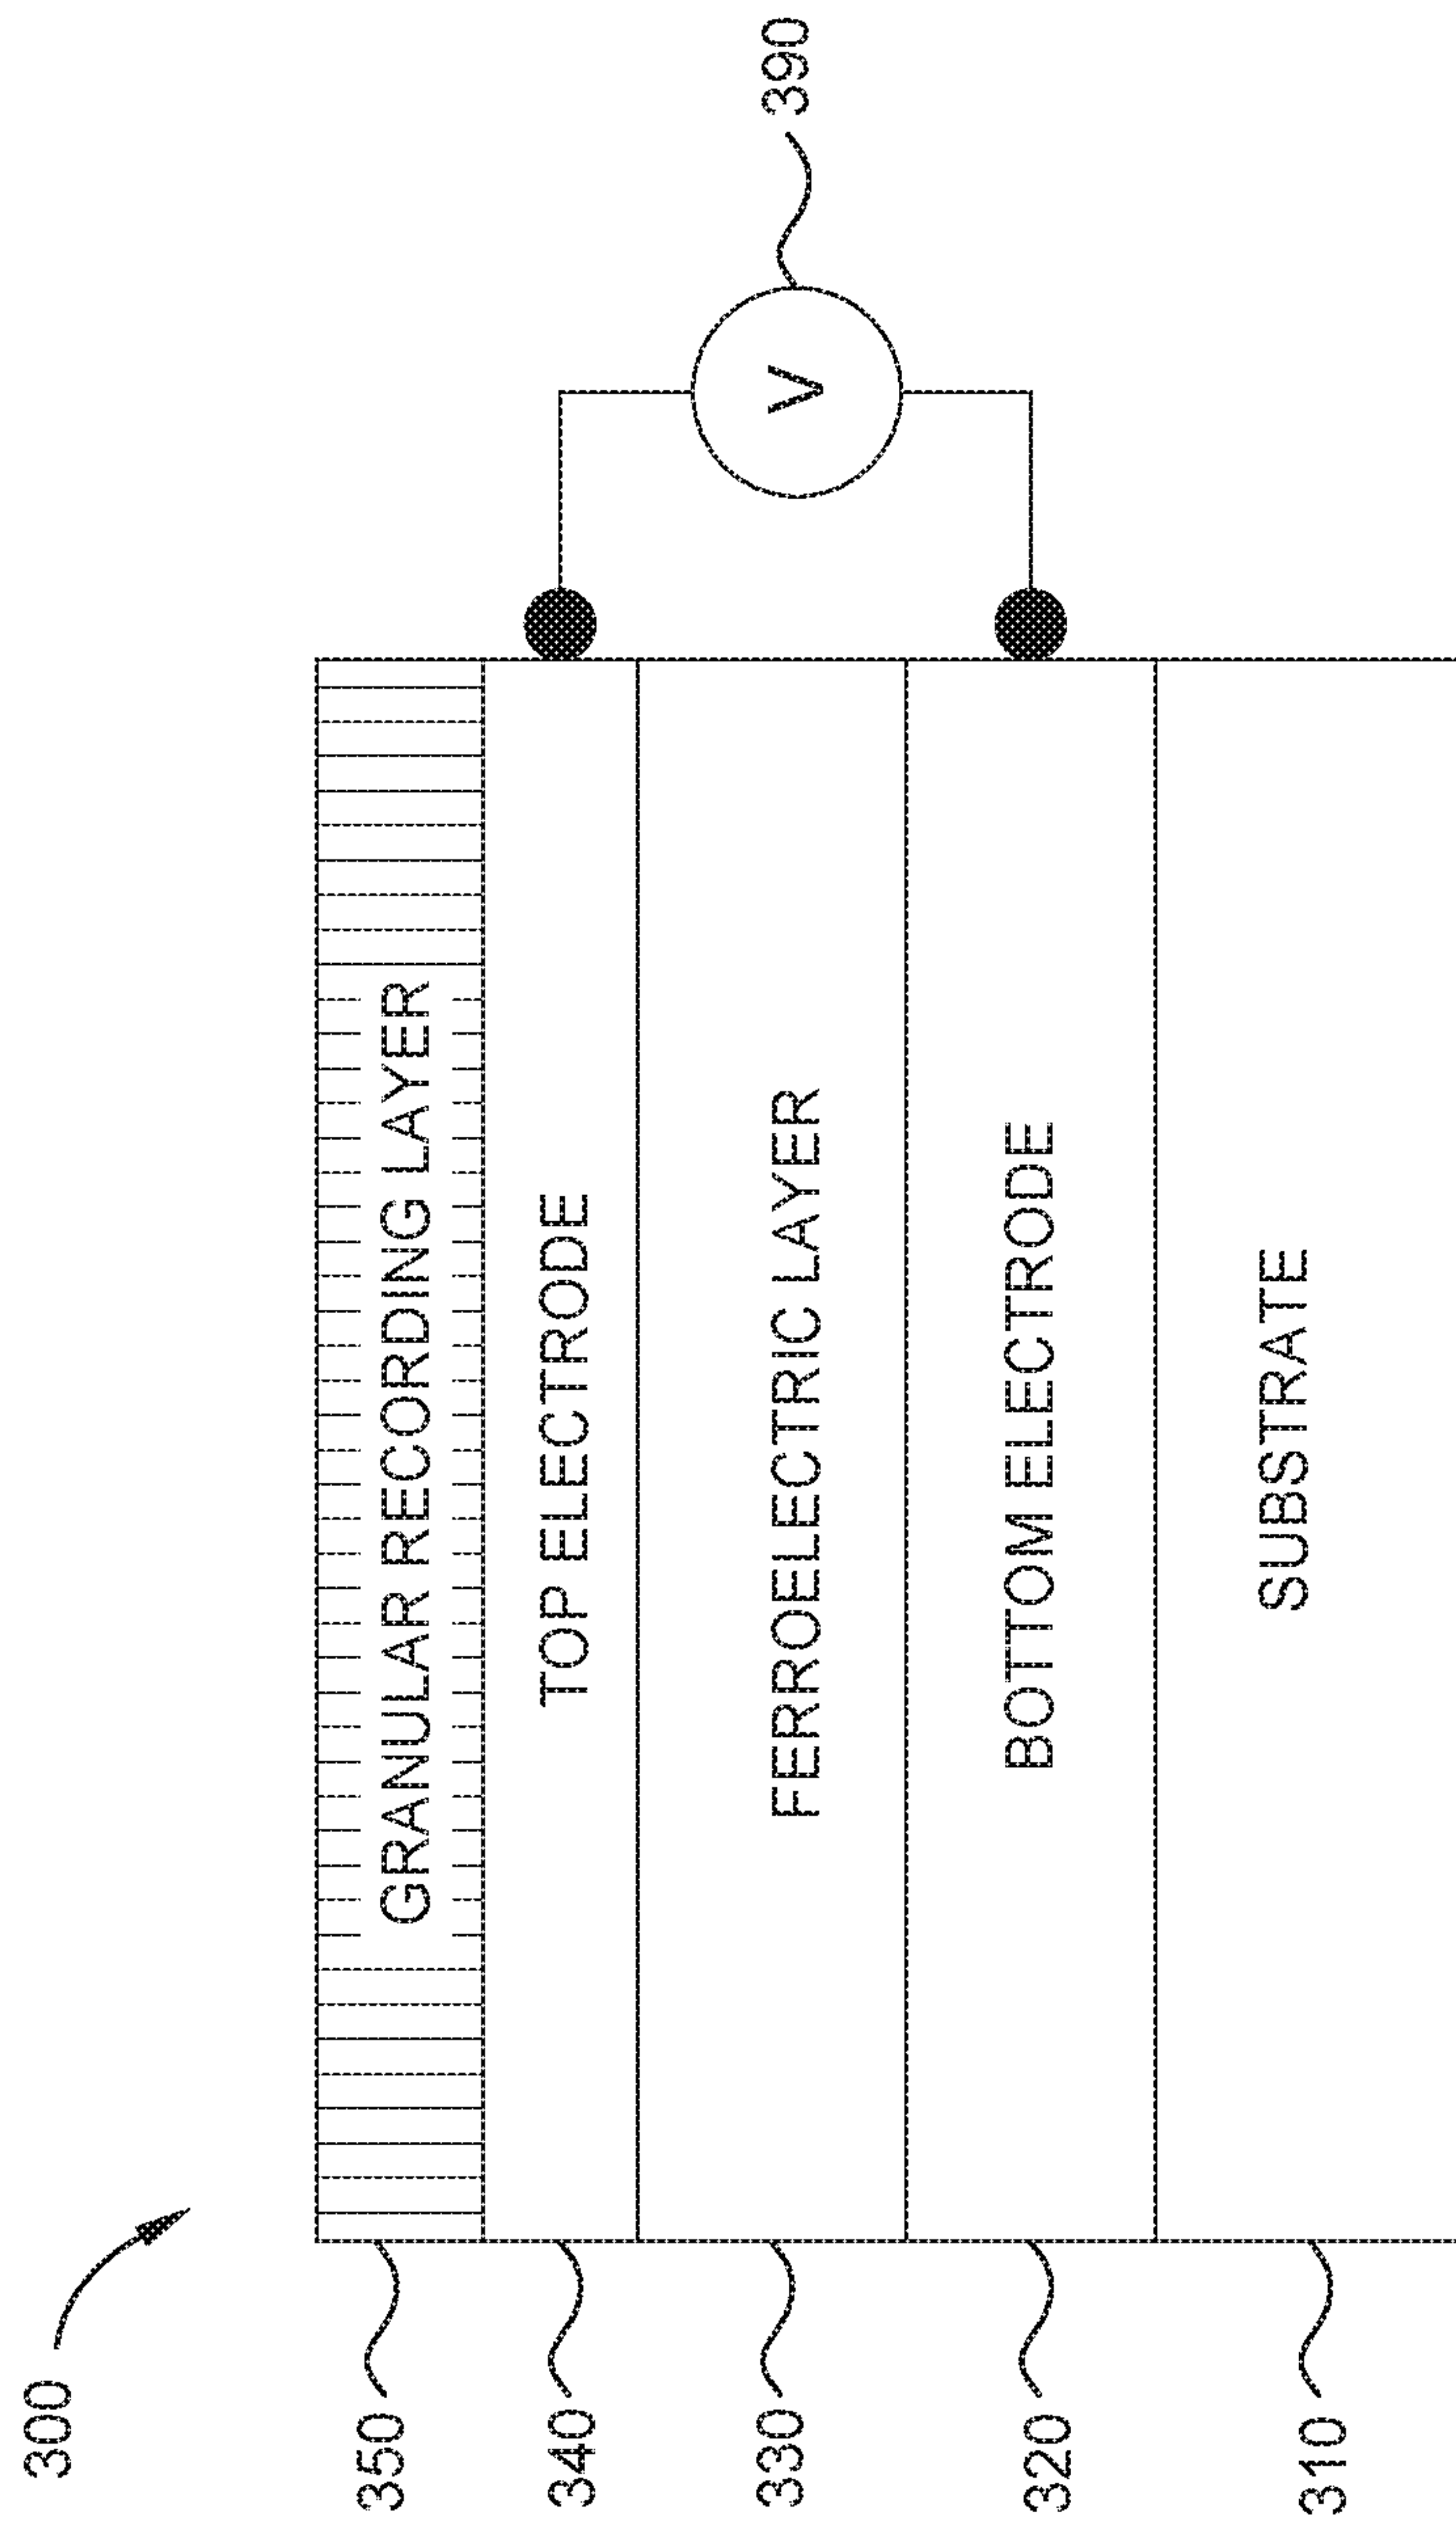 300
350
GRANULAR RECORDING LAYER
340
TOP ELECTRODE
330
FERROELECTRIC LAYER
V
390
320
BOTTOM ELECTRODE
310
SUBSTRATE